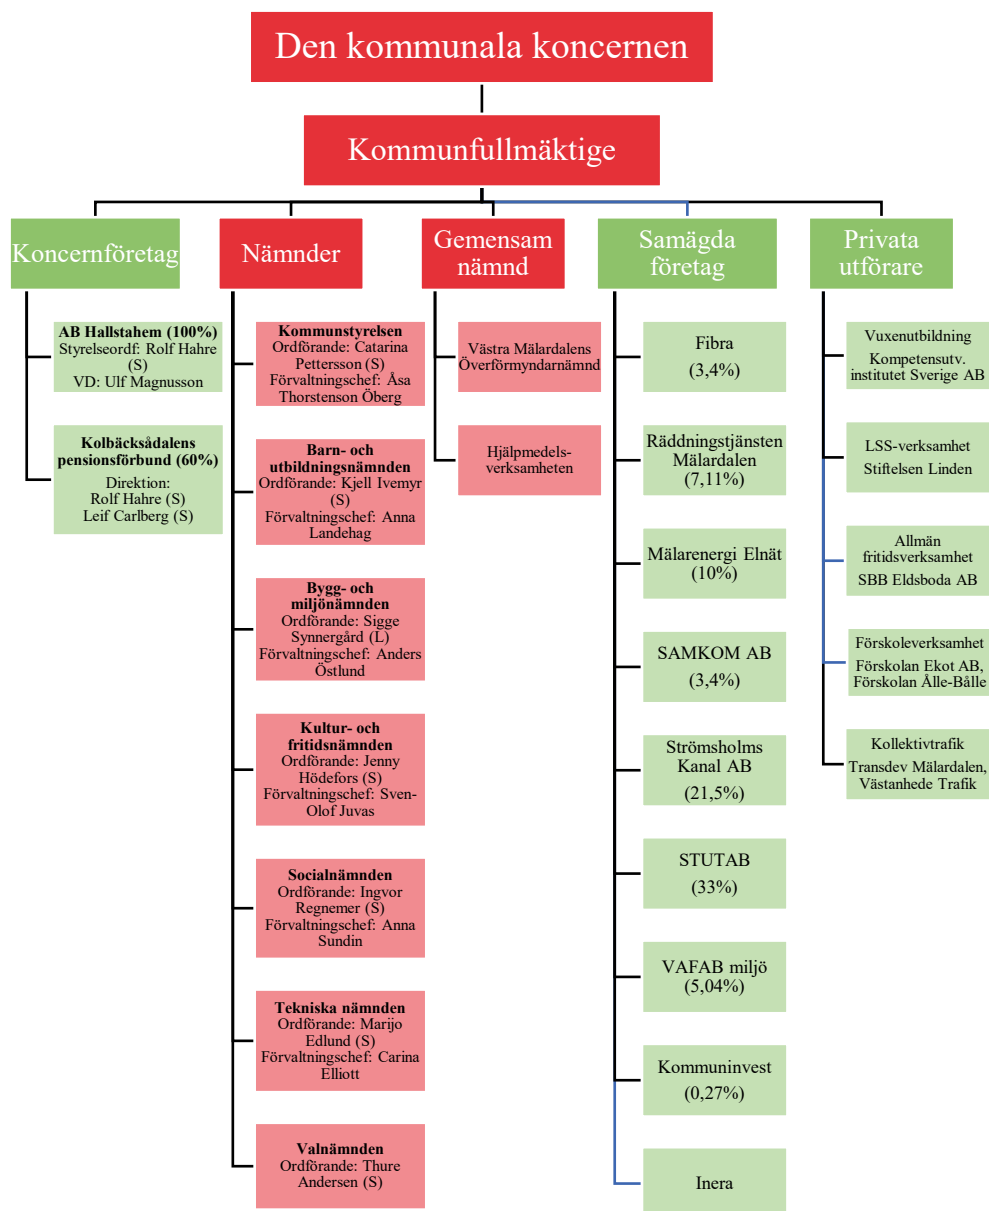 Den kommunala koncernen
Kommunfullmäktige
Koncernföretag
AB Hallstahem (100%)
Styrelseordf: Rolf Hahre
(S)
VD: Ulf Magnusson
Kolbäcksådalens
pensionsförbund (60%)
Direktion:
Rolf Hahre (S)
Leif Carlberg (S)
Nämnder
Kommunstyrelsen
Ordförande: Catarina
Pettersson (S)
Förvaltningschef: Åsa
Thorstenson Öberg
Barn- och
utbildningsnämnden
Ordförande: Kjell Ivemyr
(S)
Förvaltningschef: Anna
Landehag
Bygg- och
miljönämnden
Ordförande: Sigge
Synnergård (L)
Förvaltningschef: Anders
Östlund
Kultur- och
fritidsnämnden
Ordförande: Jenny
Hödefors (S)
Förvaltningschef: Sven-
Olof Juvas
Socialnämnden
Ordförande: Ingvor
Regnemer (S)
Förvaltningschef: Anna
Sundin
Tekniska nämnden
Ordförande: Marijo
Edlund (S)
Förvaltningschef: Carina
Elliott
Valnämnden
Ordförande: Thure
Andersen (S)
Gemensam
nämnd
Västra Mälardalens
Överförmyndarnämnd
Hjälpmedels-
verksamheten
Samägda
företag
Fibra
(3,4%)
Räddningstjänsten
Mälardalen
(7,11%)
Mälarenergi Elnät
(10%)
SAMKOM AB
(3,4%)
Strömsholms
Kanal AB
(21,5%)
STUTAB
(33%)
VAFAB miljö
(5,04%)
Kommuninvest
(0,27%)
Inera
Privata
utförare
Vuxenutbildning
Kompetensutv.
institutet Sverige AB
LSS-verksamhet
Stiftelsen Linden
Allmän
fritidsverksamhet
SBB Eldsboda AB
Förskoleverksamhet
Förskolan Ekot AB,
Förskolan Ålle-Bålle
Kollektivtrafik
Transdev Mälardalen,
Västanhede Trafik